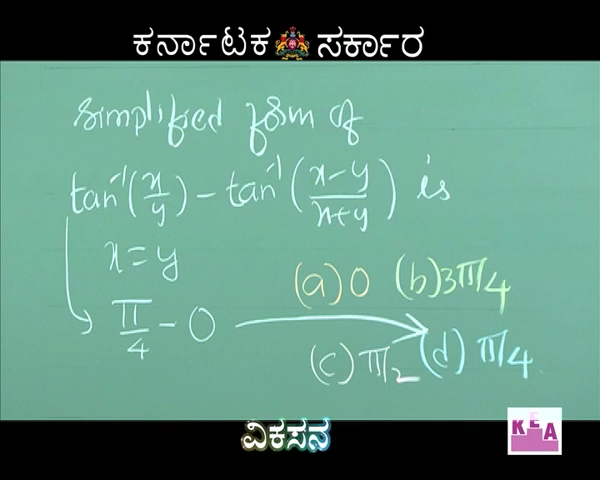 ಕರ್ನಾಟಕ ಸರ್ಕಾರ
simplified form of
tan⁻¹(x/y) − tan⁻¹((x−y)/(x+y)) is
x = y
(a) 0 (b) 3π/4
π/4 − 0
(c) π/2 (d) π/4
ವಿಕಸನ
KEA